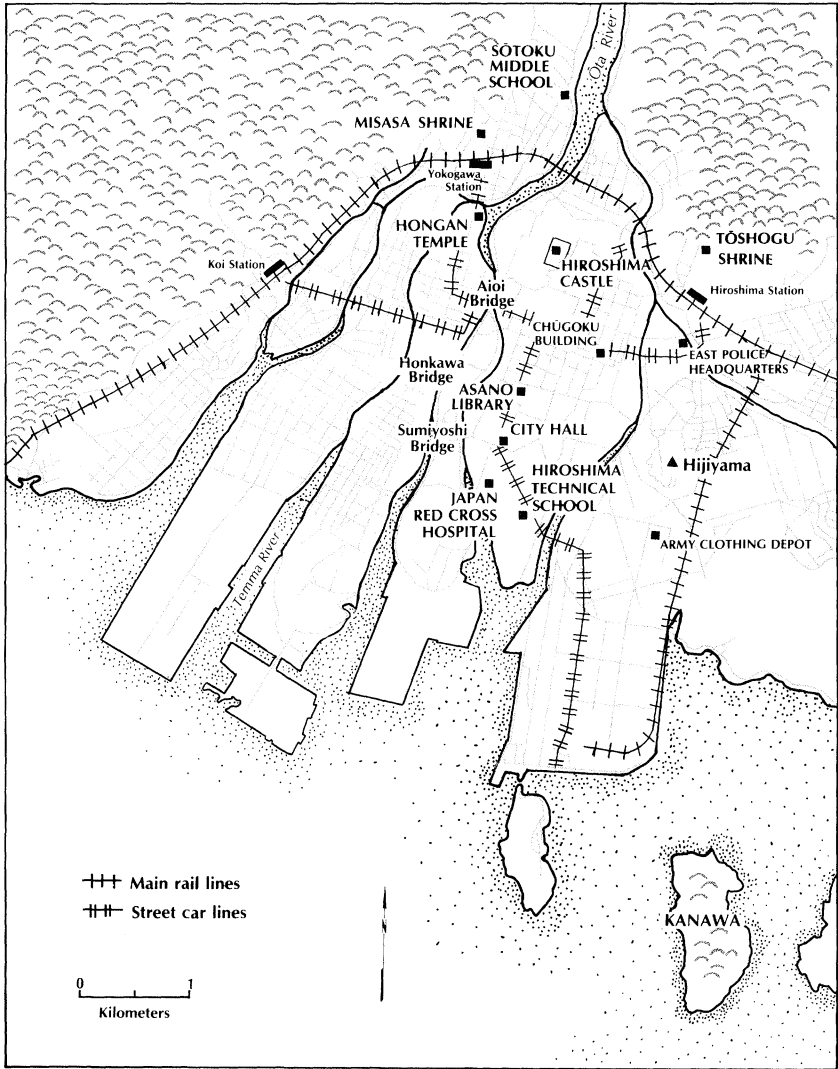 SŌTOKU
MIDDLE
SCHOOL
Ōta River
MISASA SHRINE
Yokogawa
Station
HONGAN
TEMPLE
TŌSHOGU
SHRINE
Koi Station
HIROSHIMA
CASTLE
Hiroshima Station
Aioi
Bridge
CHŪGOKU
BUILDING
EAST POLICE
HEADQUARTERS
Honkawa
Bridge
ASANO
LIBRARY
Sumiyoshi
Bridge
CITY HALL
Hijiyama
HIROSHIMA
TECHNICAL
SCHOOL
JAPAN
RED CROSS
HOSPITAL
ARMY CLOTHING DEPOT
Temma River
Main rail lines
Street car lines
KANAWA
0 1
Kilometers